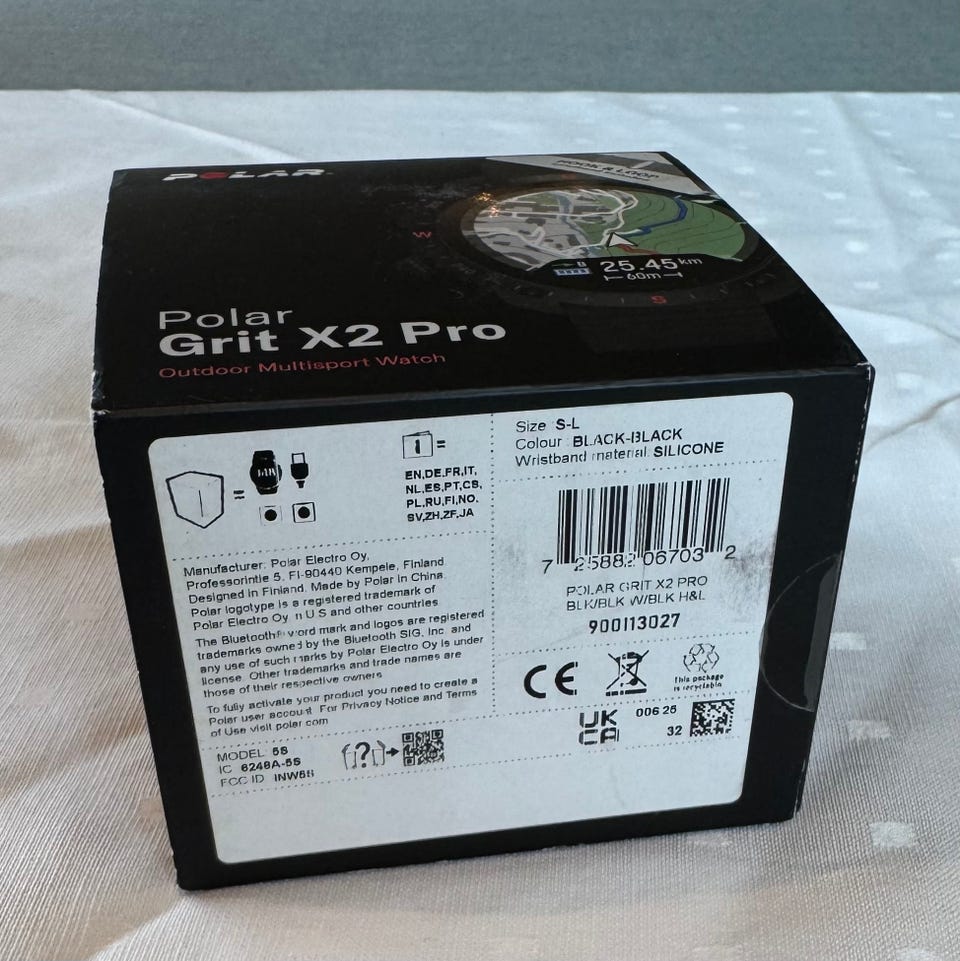 POLAR
HOOK & LOOP
W
25.45 km
60m
S
Polar
Grit X2 Pro
Outdoor Multisport Watch
EN,DE,FR,IT,
NL,ES,PT,CS,
PL,RU,FI,NO,
SV,ZH,ZF,JA
Manufacturer: Polar Electro Oy,
Professorintie 5, FI-90440 Kempele, Finland.
Designed in Finland. Made by Polar in China.
Polar logotype is a registered trademark of
Polar Electro Oy in U.S and other countries.
The Bluetooth® word mark and logos are registered
trademarks owned by the Bluetooth SIG, Inc. and
any use of such marks by Polar Electro Oy is under
license. Other trademarks and trade names are
those of their respective owners.
To fully activate your product you need to create a
Polar user account. For Privacy Notice and Terms
of Use visit polar.com
MODEL 5S
IC 6248A-5S
FCC ID INW5S
Size: S-L
Colour: BLACK-BLACK
Wristband material: SILICONE
7 25882 06703 2
POLAR GRIT X2 PRO
BLK/BLK W/BLK H&L
900113027
CE
This package
is recyclable
UK
CA
006 25
32